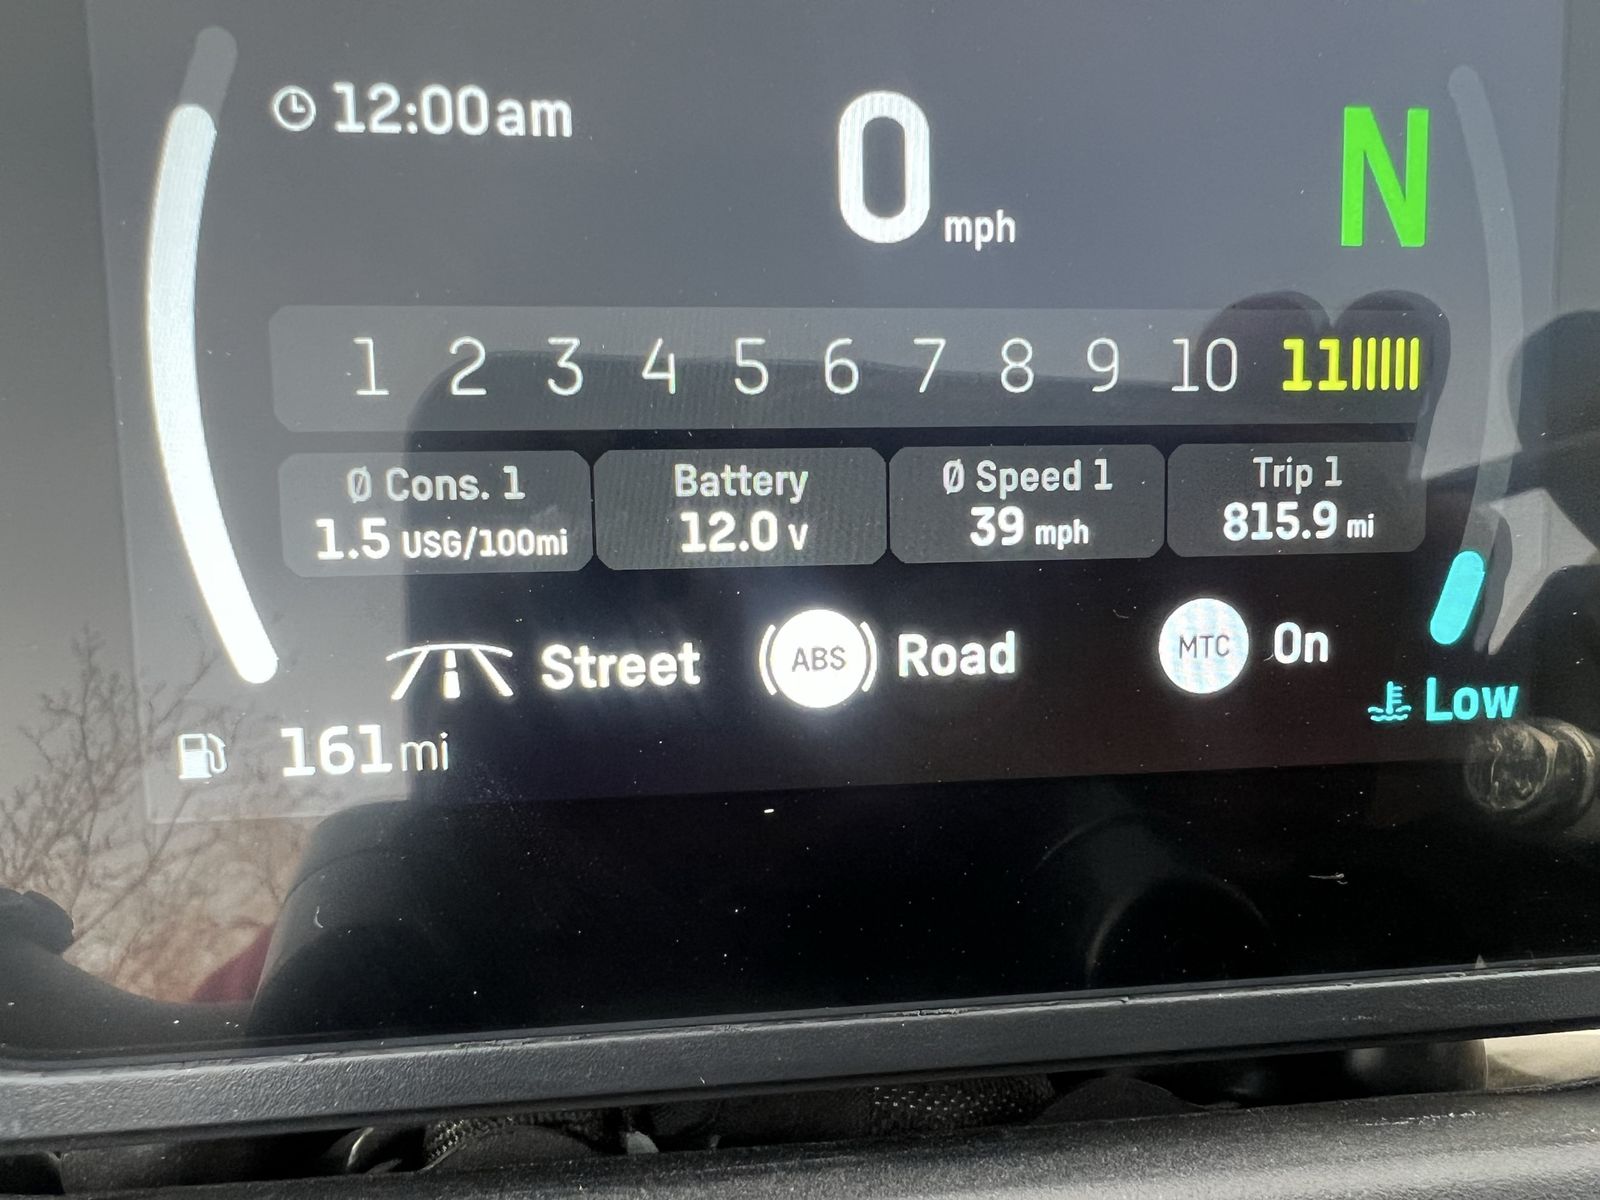 12:00am
0 mph
N
1 2 3 4 5 6 7 8 9 10 11
Ø Cons. 1 Battery Ø Speed 1 Trip 1
1.5 USG/100mi 12.0 V 39 mph 815.9 mi
Street ABS Road MTC On
Low
161 mi